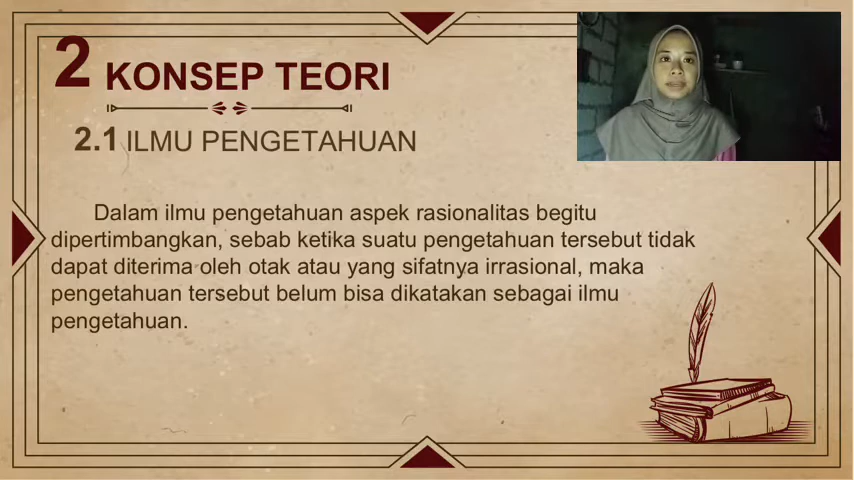 2 KONSEP TEORI
2.1 ILMU PENGETAHUAN
Dalam ilmu pengetahuan aspek rasionalitas begitu
dipertimbangkan, sebab ketika suatu pengetahuan tersebut tidak
dapat diterima oleh otak atau yang sifatnya irrasional, maka
pengetahuan tersebut belum bisa dikatakan sebagai ilmu
pengetahuan.